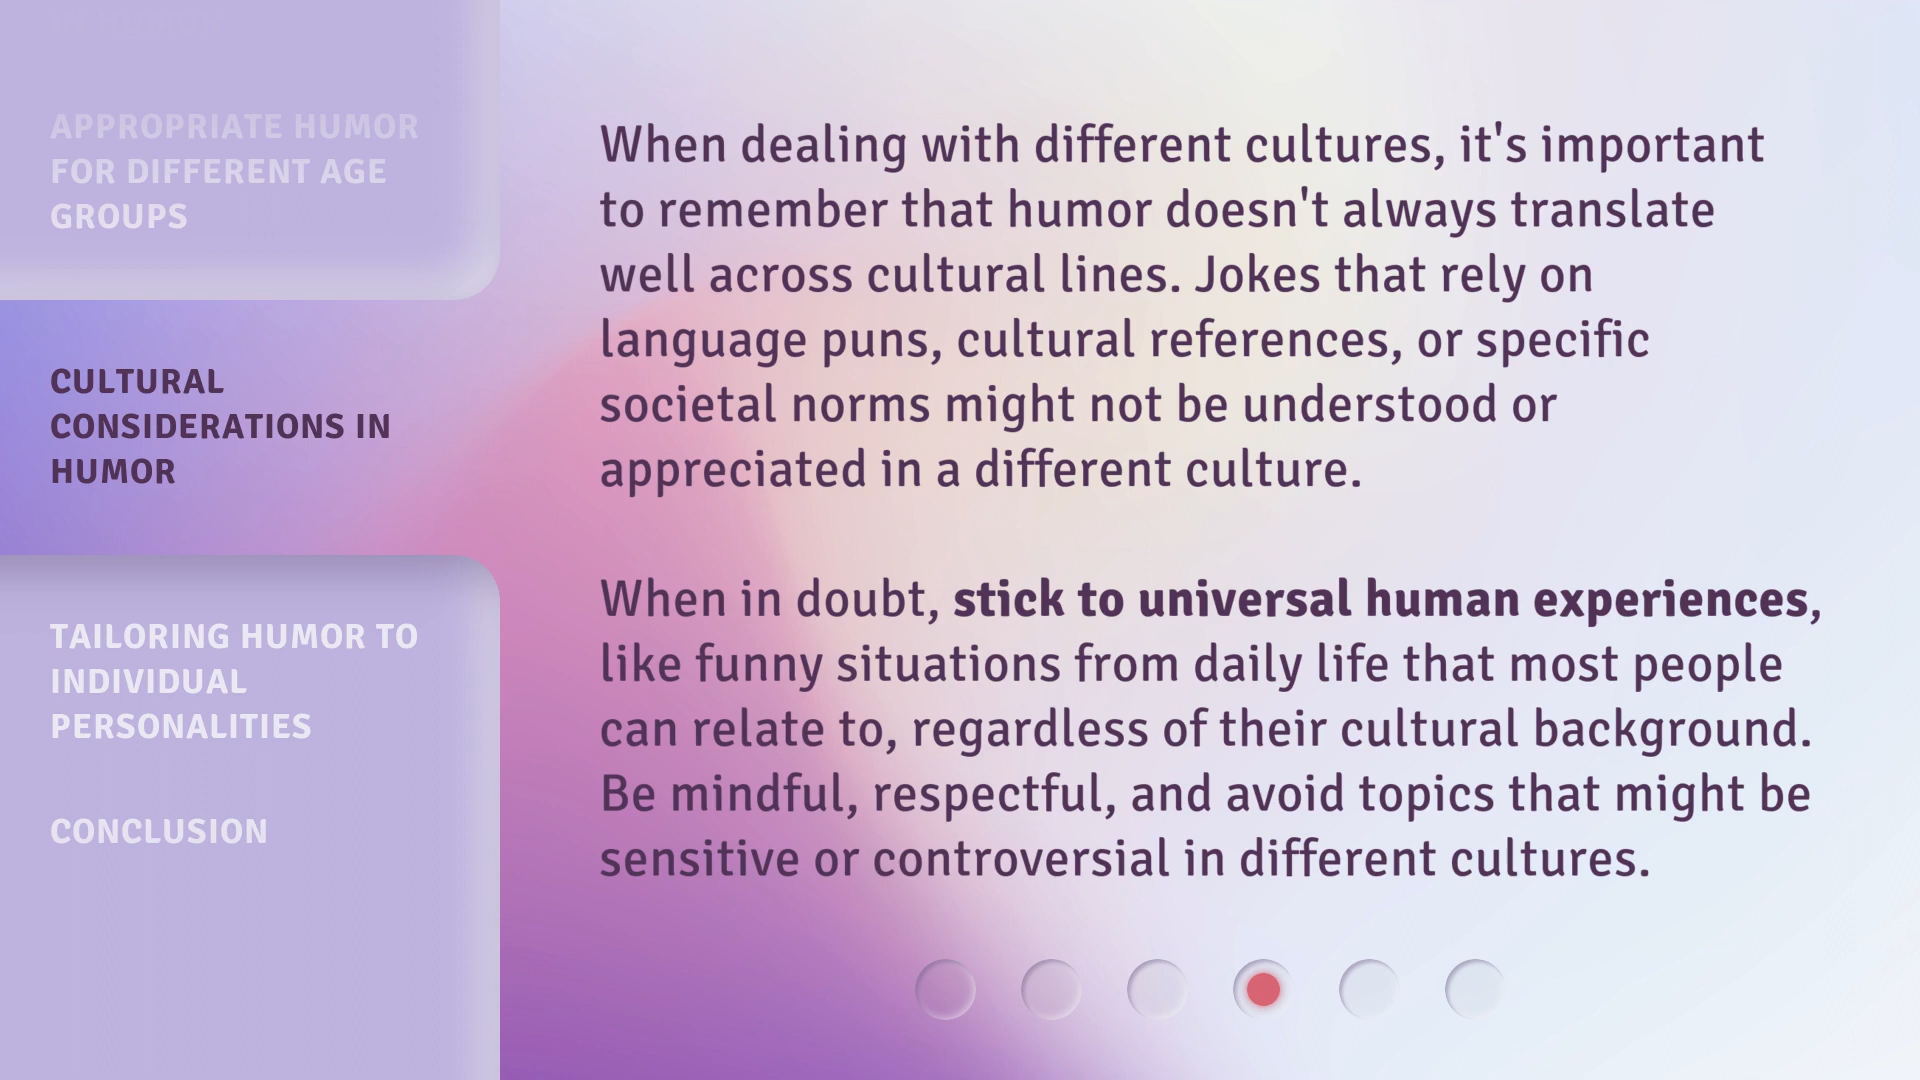 APPROPRIATE HUMOR
FOR DIFFERENT AGE
GROUPS
CULTURAL
CONSIDERATIONS IN
HUMOR
TAILORING HUMOR TO
INDIVIDUAL
PERSONALITIES
CONCLUSION
When dealing with different cultures, it's important
to remember that humor doesn't always translate
well across cultural lines. Jokes that rely on
language puns, cultural references, or specific
societal norms might not be understood or
appreciated in a different culture.
When in doubt, stick to universal human experiences,
like funny situations from daily life that most people
can relate to, regardless of their cultural background.
Be mindful, respectful, and avoid topics that might be
sensitive or controversial in different cultures.